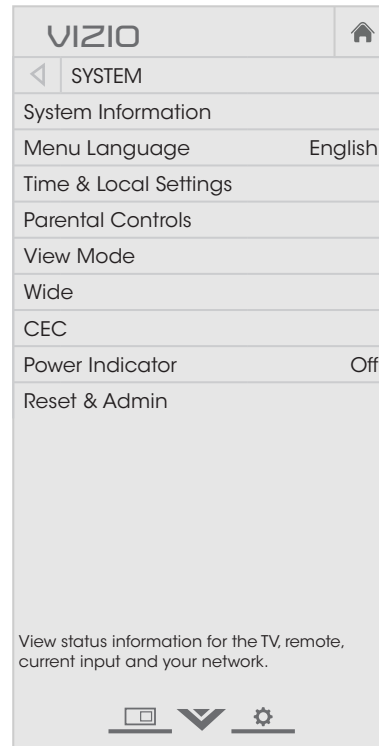 VIZIO
SYSTEM
System Information
Menu Language English
Time & Local Settings
Parental Controls
View Mode
Wide
CEC
Power Indicator Off
Reset & Admin
View status information for the TV, remote,
current input and your network.